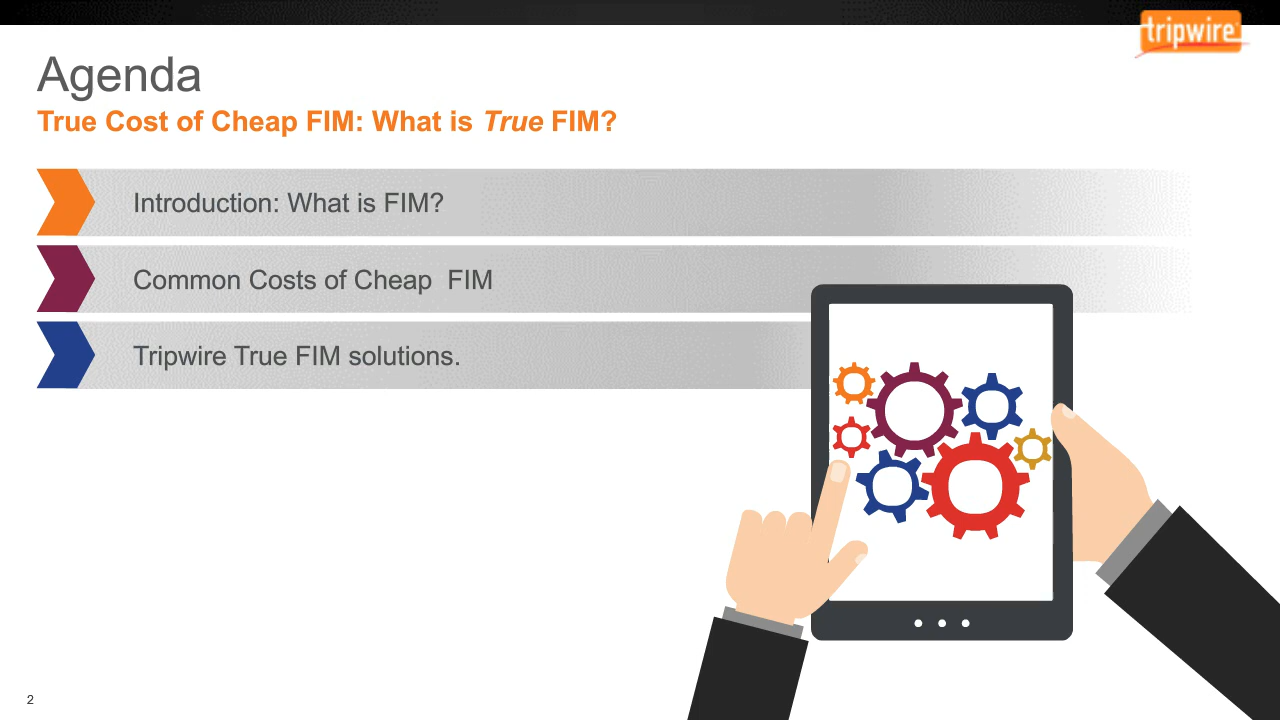 tripwire
Agenda
True Cost of Cheap FIM: What is True FIM?
Introduction: What is FIM?
Common Costs of Cheap  FIM
Tripwire True FIM solutions.
2